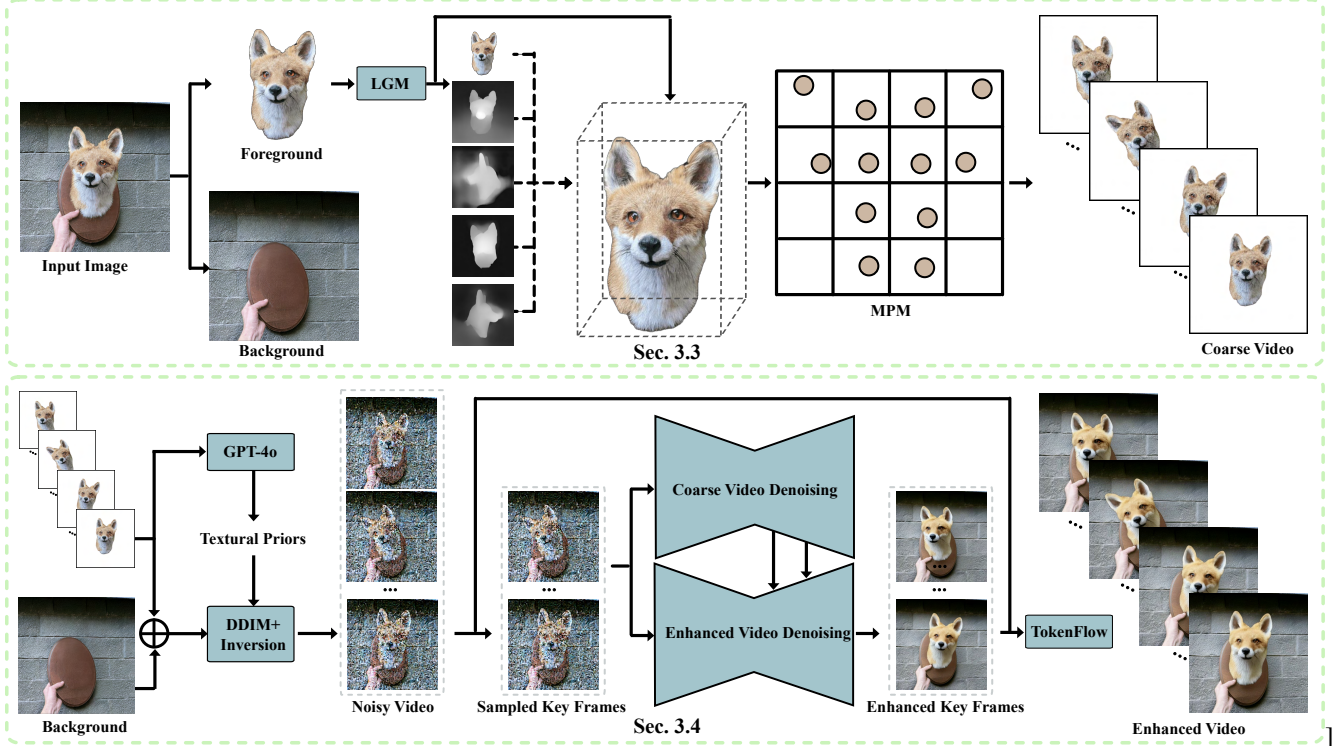 LGM
Foreground
Input Image
Background
MPM
Sec. 3.3
Coarse Video
GPT-4o
Textural Priors
DDIM+
Inversion
Background
Noisy Video
Sampled Key Frames
Coarse Video Denoising
Enhanced Video Denoising
Sec. 3.4
Enhanced Key Frames
TokenFlow
Enhanced Video
]